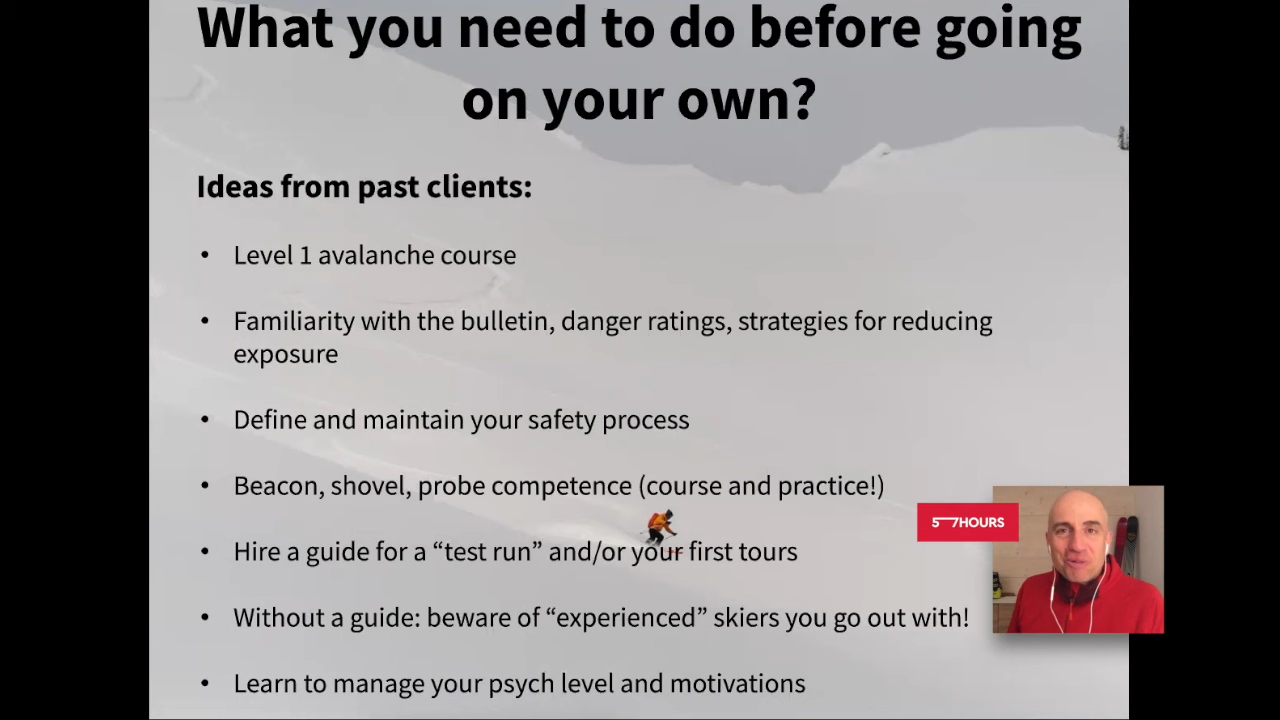 What you need to do before going
on your own?
Ideas from past clients:
• Level 1 avalanche course
• Familiarity with the bulletin, danger ratings, strategies for reducing
exposure
• Define and maintain your safety process
• Beacon, shovel, probe competence (course and practice!)
57HOURS
• Hire a guide for a “test run” and/or your first tours
• Without a guide: beware of “experienced” skiers you go out with!
• Learn to manage your psych level and motivations